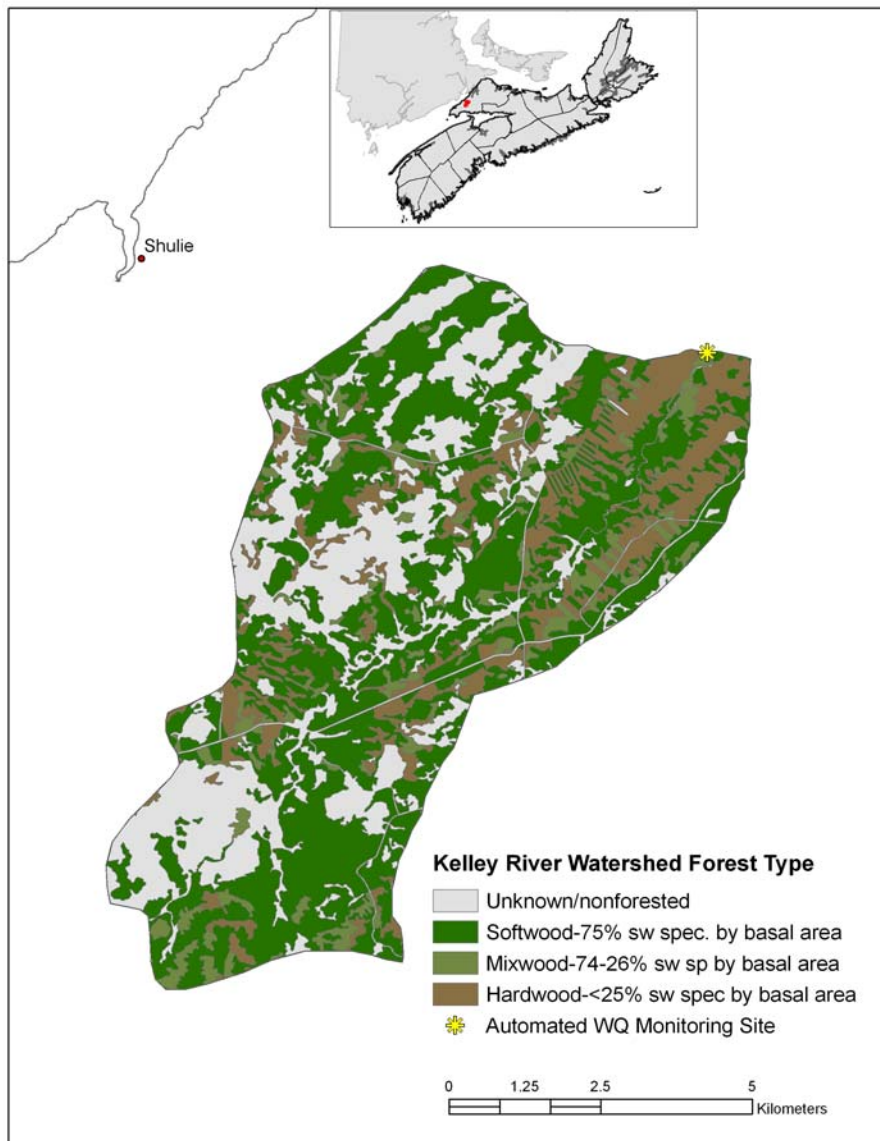 Shulie
Kelley River Watershed Forest Type
Unknown/nonforested
Softwood-75% sw spec. by basal area
Mixwood-74-26% sw sp by basal area
Hardwood-<25% sw spec by basal area
Automated WQ Monitoring Site
0 1.25 2.5 5
Kilometers